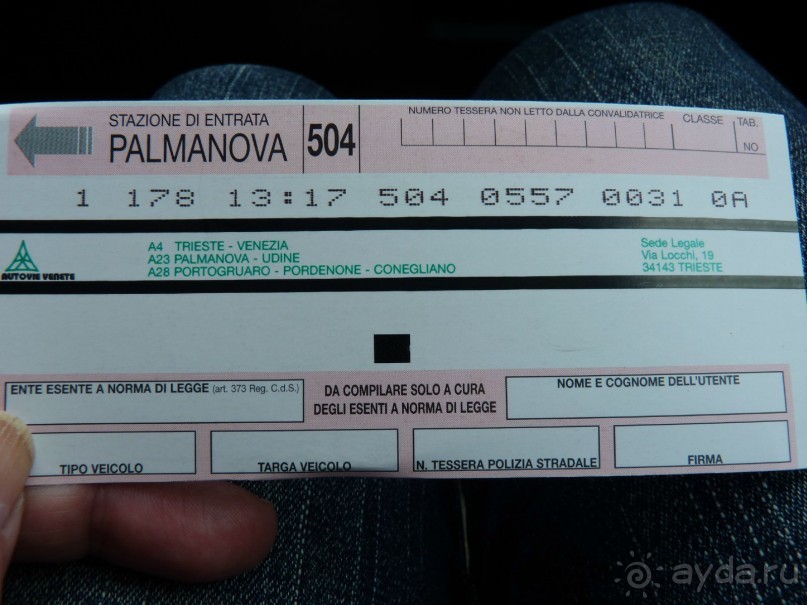 STAZIONE DI ENTRATA
PALMANOVA
504
NUMERO TESSERA NON LETTO DALLA CONVALIDATRICE
CLASSE
TAB.
NO
1 178 13:17 504 0557 0031 0A
AUTOVIE VENETE
A4 TRIESTE - VENEZIA
A23 PALMANOVA - UDINE
A28 PORTOGRUARO - PORDENONE - CONEGLIANO
Sede Legale
Via Locchi, 19
34143 TRIESTE
ENTE ESENTE A NORMA DI LEGGE (art. 373 Reg. C.d.S.)
DA COMPILARE SOLO A CURA
DEGLI ESENTI A NORMA DI LEGGE
NOME E COGNOME DELL'UTENTE
TIPO VEICOLO
TARGA VEICOLO
N. TESSERA POLIZIA STRADALE
FIRMA
ayda.ru